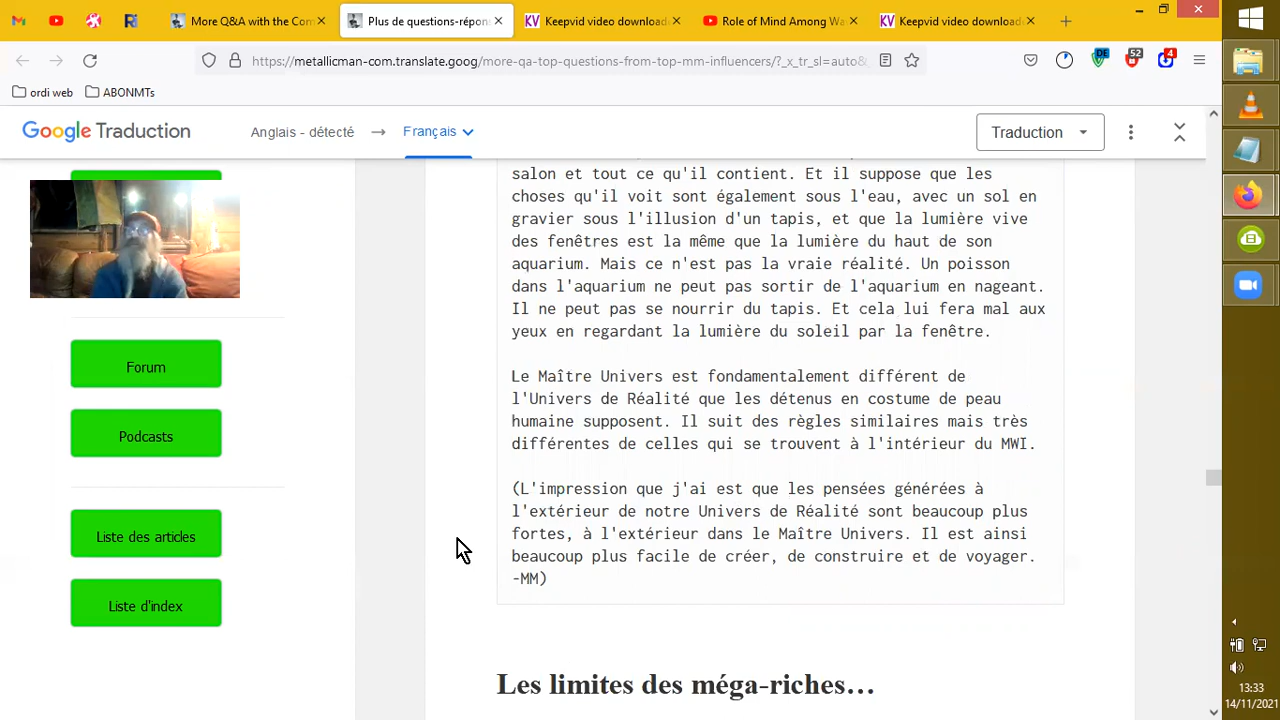 More Q&A with the Com
Plus de questions-répons
Keepvid video downloade
Role of Mind Among Wa
Keepvid video downloade
https://metallicman-com.translate.goog/more-qa-with-questions-from-top-mm-influencers/?_x_tr_sl=auto&
DE
52
4
ordi web
ABONMTs
Google Traduction
Anglais - détecté
Français
Traduction
salon et tout ce qu'il contient. Et il suppose que les
choses qu'il voit sont également sous l'eau, avec un sol en
gravier sous l'illusion d'un tapis, et que la lumière vive
des fenêtres est la même que la lumière du haut de son
aquarium. Mais ce n'est pas la vraie réalité. Un poisson
dans l'aquarium ne peut pas sortir de l'aquarium en nageant.
Il ne peut pas se nourrir du tapis. Et cela lui fera mal aux
yeux en regardant la lumière du soleil par la fenêtre.
Le Maître Univers est fondamentalement différent de
l'Univers de Réalité que les détenus en costume de peau
humaine supposent. Il suit des règles similaires mais très
différentes de celles qui se trouvent à l'intérieur du MWI.
(L'impression que j'ai est que les pensées générées à
l'extérieur de notre Univers de Réalité sont beaucoup plus
fortes, à l'extérieur dans le Maître Univers. Il est ainsi
beaucoup plus facile de créer, de construire et de voyager.
-MM)
Les limites des méga-riches…
Forum
Podcasts
Liste des articles
Liste d'index
13:33
14/11/2021